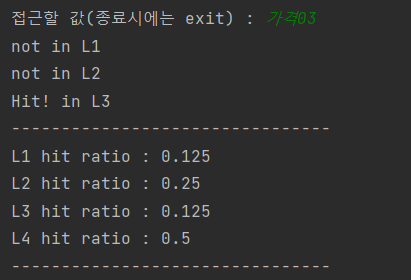 접근할 값(종료시에는 exit) : 가격03
not in L1
not in L2
Hit! in L3
--------------------------------
L1 hit ratio : 0.125
L2 hit ratio : 0.25
L3 hit ratio : 0.125
L4 hit ratio : 0.5
--------------------------------